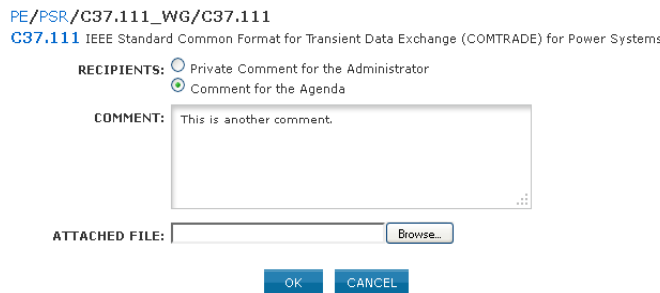 PE/PSR/C37.111_WG/C37.111
C37.111 IEEE Standard Common Format for Transient Data Exchange (COMTRADE) for Power Systems
RECIPIENTS: Private Comment for the Administrator
Comment for the Agenda
COMMENT: This is another comment.
ATTACHED FILE: Browse...
OK CANCEL